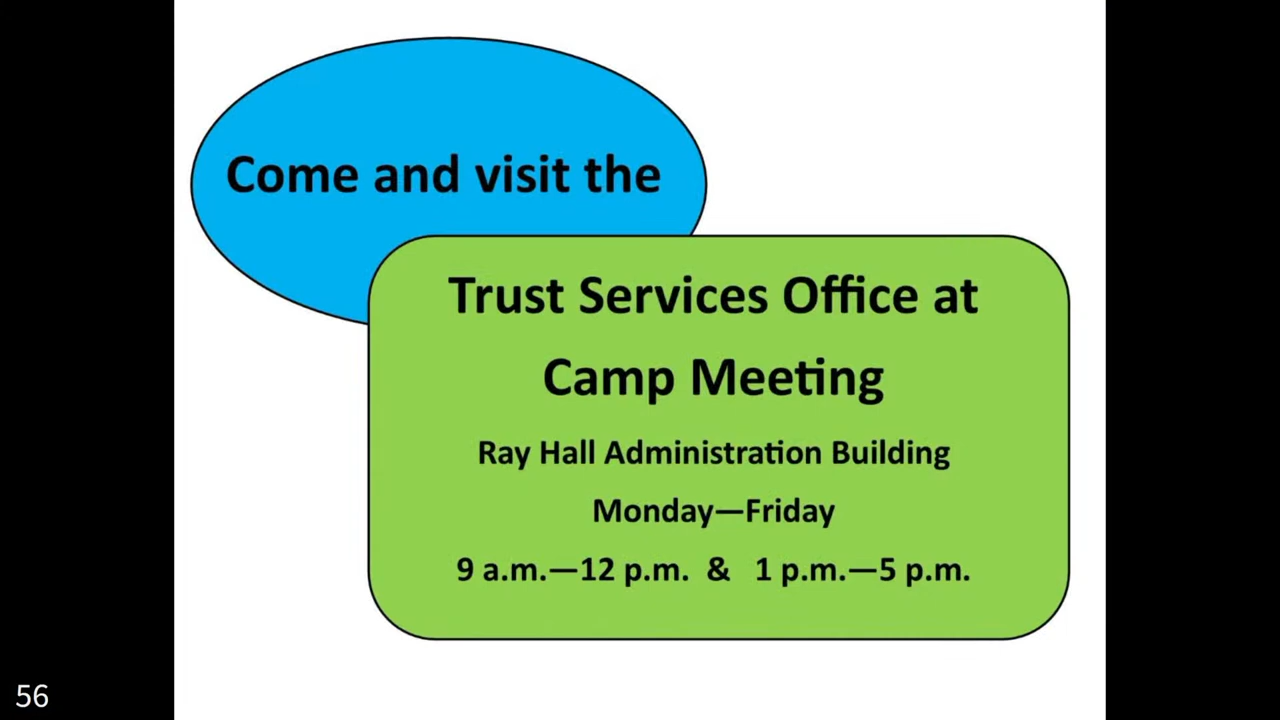 Come and visit the
Trust Services Office at
Camp Meeting
Ray Hall Administration Building
Monday—Friday
9 a.m.—12 p.m. & 1 p.m.—5 p.m.
56